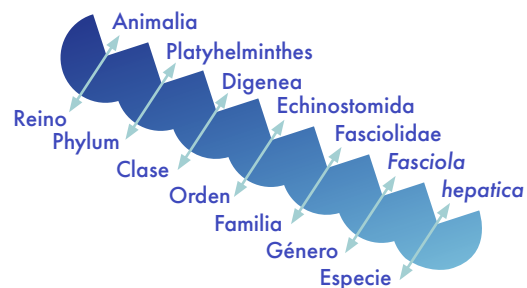 Animalia
Platyhelminthes
Digenea
Echinostomida
Fasciolidae
Fasciola
hepatica
Reino
Phylum
Clase
Orden
Familia
Género
Especie